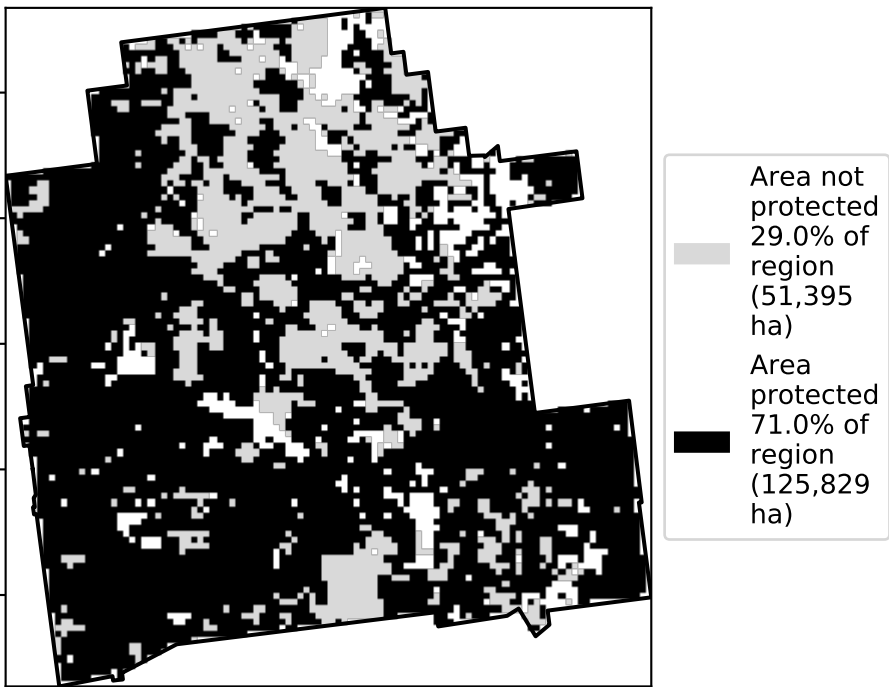 Area not
protected
29.0% of
region
(51,395
ha)
Area
protected
71.0% of
region
(125,829
ha)